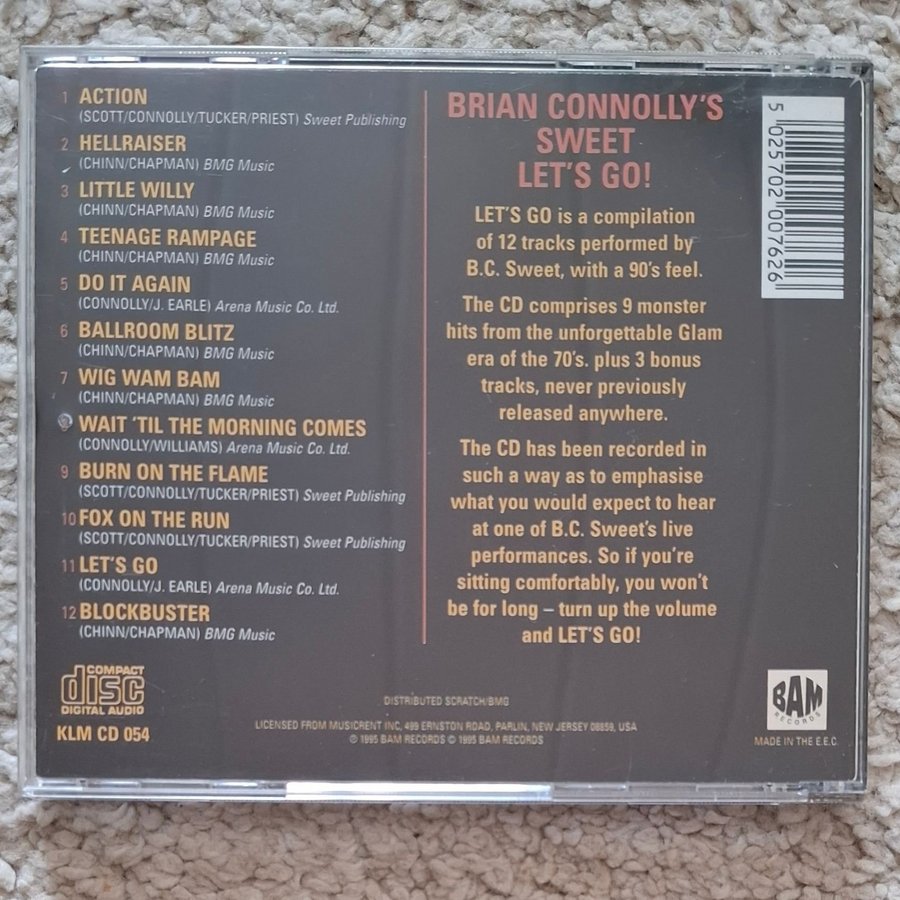 1 ACTION
(SCOTT/CONNOLLY/TUCKER/PRIEST) Sweet Publishing
2 HELLRAISER
(CHINN/CHAPMAN) BMG Music
3 LITTLE WILLY
(CHINN/CHAPMAN) BMG Music
4 TEENAGE RAMPAGE
(CHINN/CHAPMAN) BMG Music
5 DO IT AGAIN
(CONNOLLY/J. EARLE) Arena Music Co. Ltd.
6 BALLROOM BLITZ
(CHINN/CHAPMAN) BMG Music
7 WIG WAM BAM
(CHINN/CHAPMAN) BMG Music
WAIT 'TIL THE MORNING COMES
(CONNOLLY/WILLIAMS) Arena Music Co. Ltd.
9 BURN ON THE FLAME
(SCOTT/CONNOLLY/TUCKER/PRIEST) Sweet Publishing
10 FOX ON THE RUN
(SCOTT/CONNOLLY/TUCKER/PRIEST) Sweet Publishing
11 LET'S GO
(CONNOLLY/J. EARLE) Arena Music Co. Ltd.
12 BLOCKBUSTER
(CHINN/CHAPMAN) BMG Music
BRIAN CONNOLLY'S
SWEET
LET'S GO!
LET'S GO is a compilation
of 12 tracks performed by
B.C. Sweet, with a 90's feel.
The CD comprises 9 monster
hits from the unforgettable Glam
era of the 70's. plus 3 bonus
tracks, never previously
released anywhere.
The CD has been recorded in
such a way as to emphasise
what you would expect to hear
at one of B.C. Sweet's live
performances. So if you're
sitting comfortably, you won't
be for long – turn up the volume
and LET'S GO!
5 025702 007626
COMPACT
disc
DIGITAL AUDIO
KLM CD 054
DISTRIBUTED SCRATCH/BMG
LICENSED FROM MUSICRENT INC, 499 ERNSTON ROAD, PARLIN, NEW JERSEY 08859, USA
℗ 1995 BAM RECORDS © 1995 BAM RECORDS
BAM
RECORDS
MADE IN THE E.E.C.